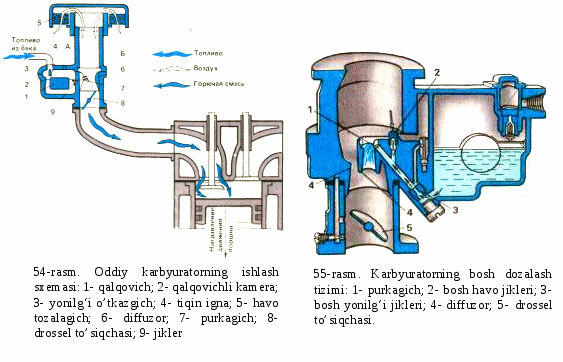 5
Топливо
из бака
4 А Б
3 6
2 7
1 8
9
Топливо
Воздух
Горючая смесь
Направление
движения
поршня
1
2
4
4
3
5
54-rasm. Oddiy karbyuratorning ishlash
sxemasi: 1- qalqovich; 2- qalqovichli kamera;
3- yonilg‘i o’tkazgich; 4- tiqin igna; 5- havo
tozalagich; 6- diffuzor; 7- purkagich; 8-
drossel to’siqchasi; 9- jikler
55-rasm. Karbyuratorning bosh dozalash
tizimi: 1- purkagich; 2- bosh havo jikleri; 3-
bosh yonilg‘i jikleri; 4- diffuzor; 5- drossel
to’siqchasi.